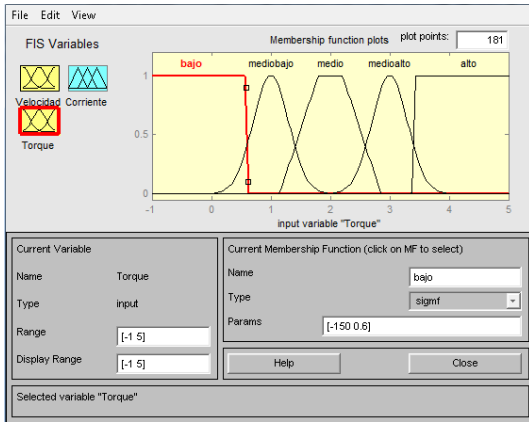 File Edit View
FIS Variables
Velocidad Corriente
Torque
Membership function plots plot points: 181
bajo mediobajo medio medioalto alto
1
0.5
0
-1 0 1 2 3 4 5
input variable "Torque"
Current Variable
Name Torque
Type input
Range [-1 5]
Display Range [-1 5]
Current Membership Function (click on MF to select)
Name bajo
Type sigmf
Params [-150 0.6]
Help Close
Selected variable "Torque"